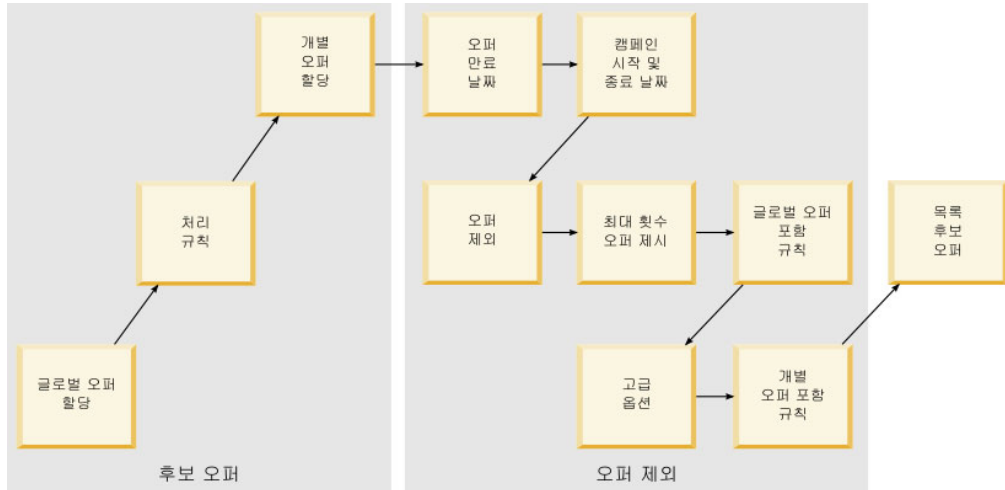 개별
오퍼
할당
오퍼
만료
날짜
캠페인
시작 및
종료 날짜
처리
규칙
오퍼
제외
최대 횟수
오퍼 제시
글로벌 오퍼
포함
규칙
목록
후보
오퍼
글로벌 오퍼
할당
고급
옵션
개별
오퍼 포함
규칙
후보 오퍼
오퍼 제외